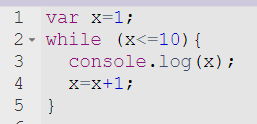 1 var x=1;
2 while (x<=10){
3   console.log(x);
4   x=x+1;
5 }